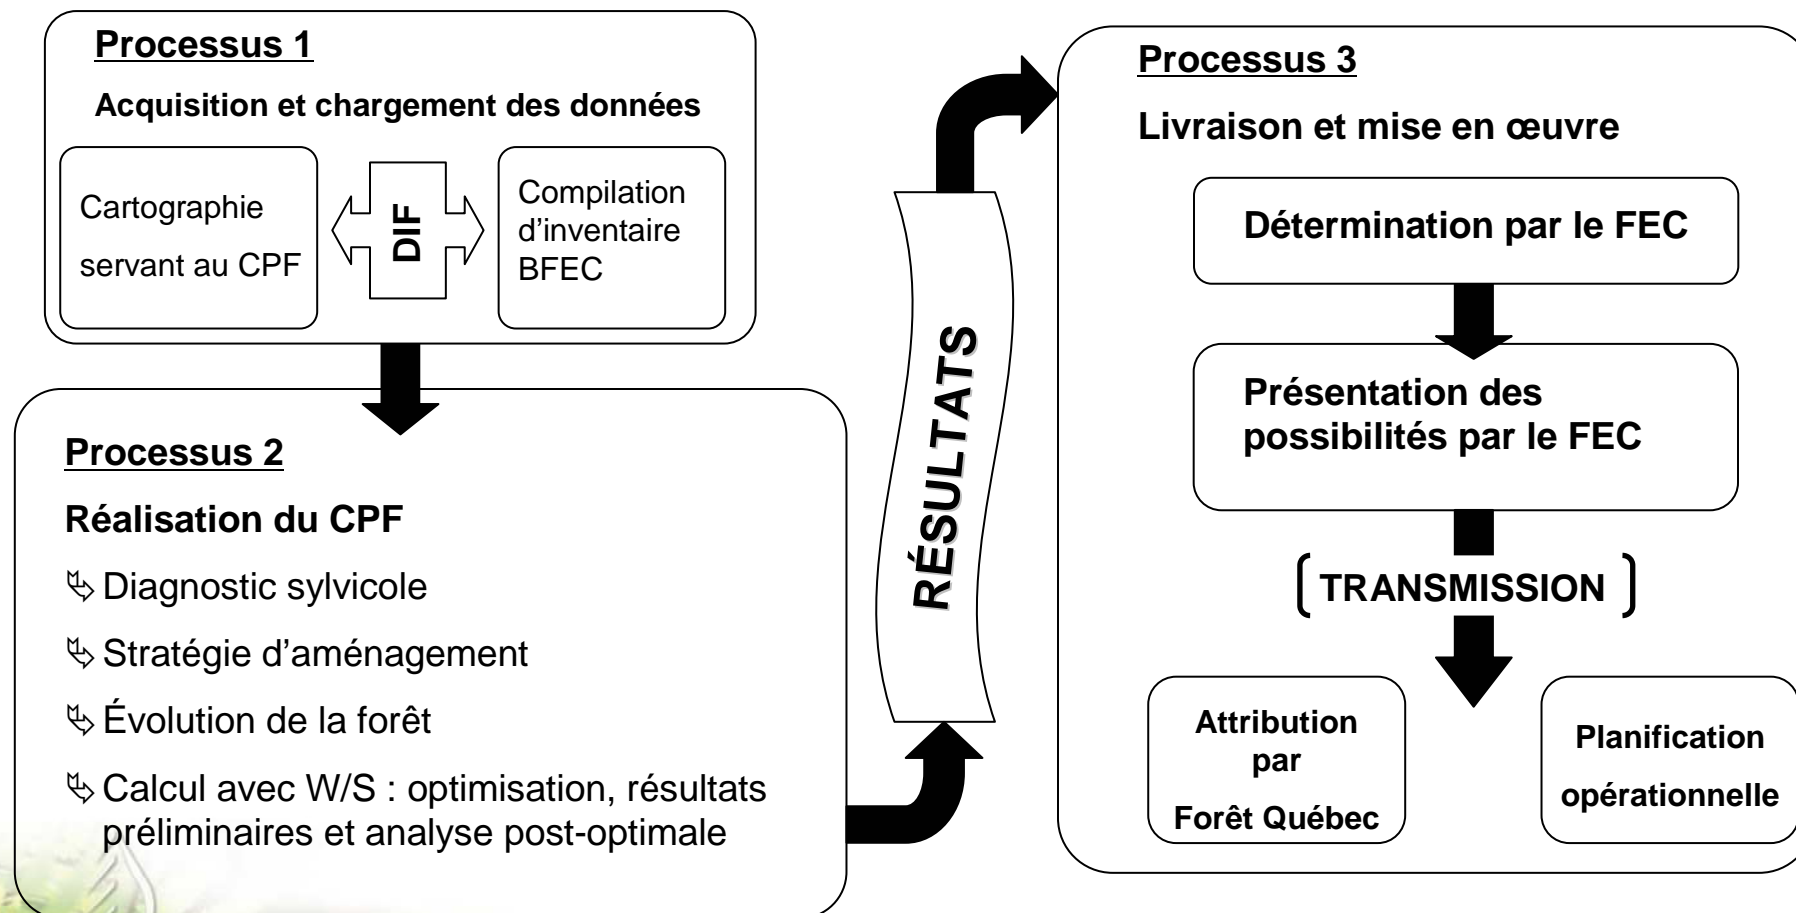 Processus 1
Acquisition et chargement des données
Cartographie
servant au CPF
DIF
Compilation
d’inventaire
BFEC
Processus 2
Réalisation du CPF
Diagnostic sylvicole
Stratégie d’aménagement
Évolution de la forêt
Calcul avec W/S : optimisation, résultats
préliminaires et analyse post-optimale
RÉSULTATS
Processus 3
Livraison et mise en œuvre
Détermination par le FEC
Présentation des
possibilités par le FEC
TRANSMISSION
Attribution
par
Forêt Québec
Planification
opérationnelle